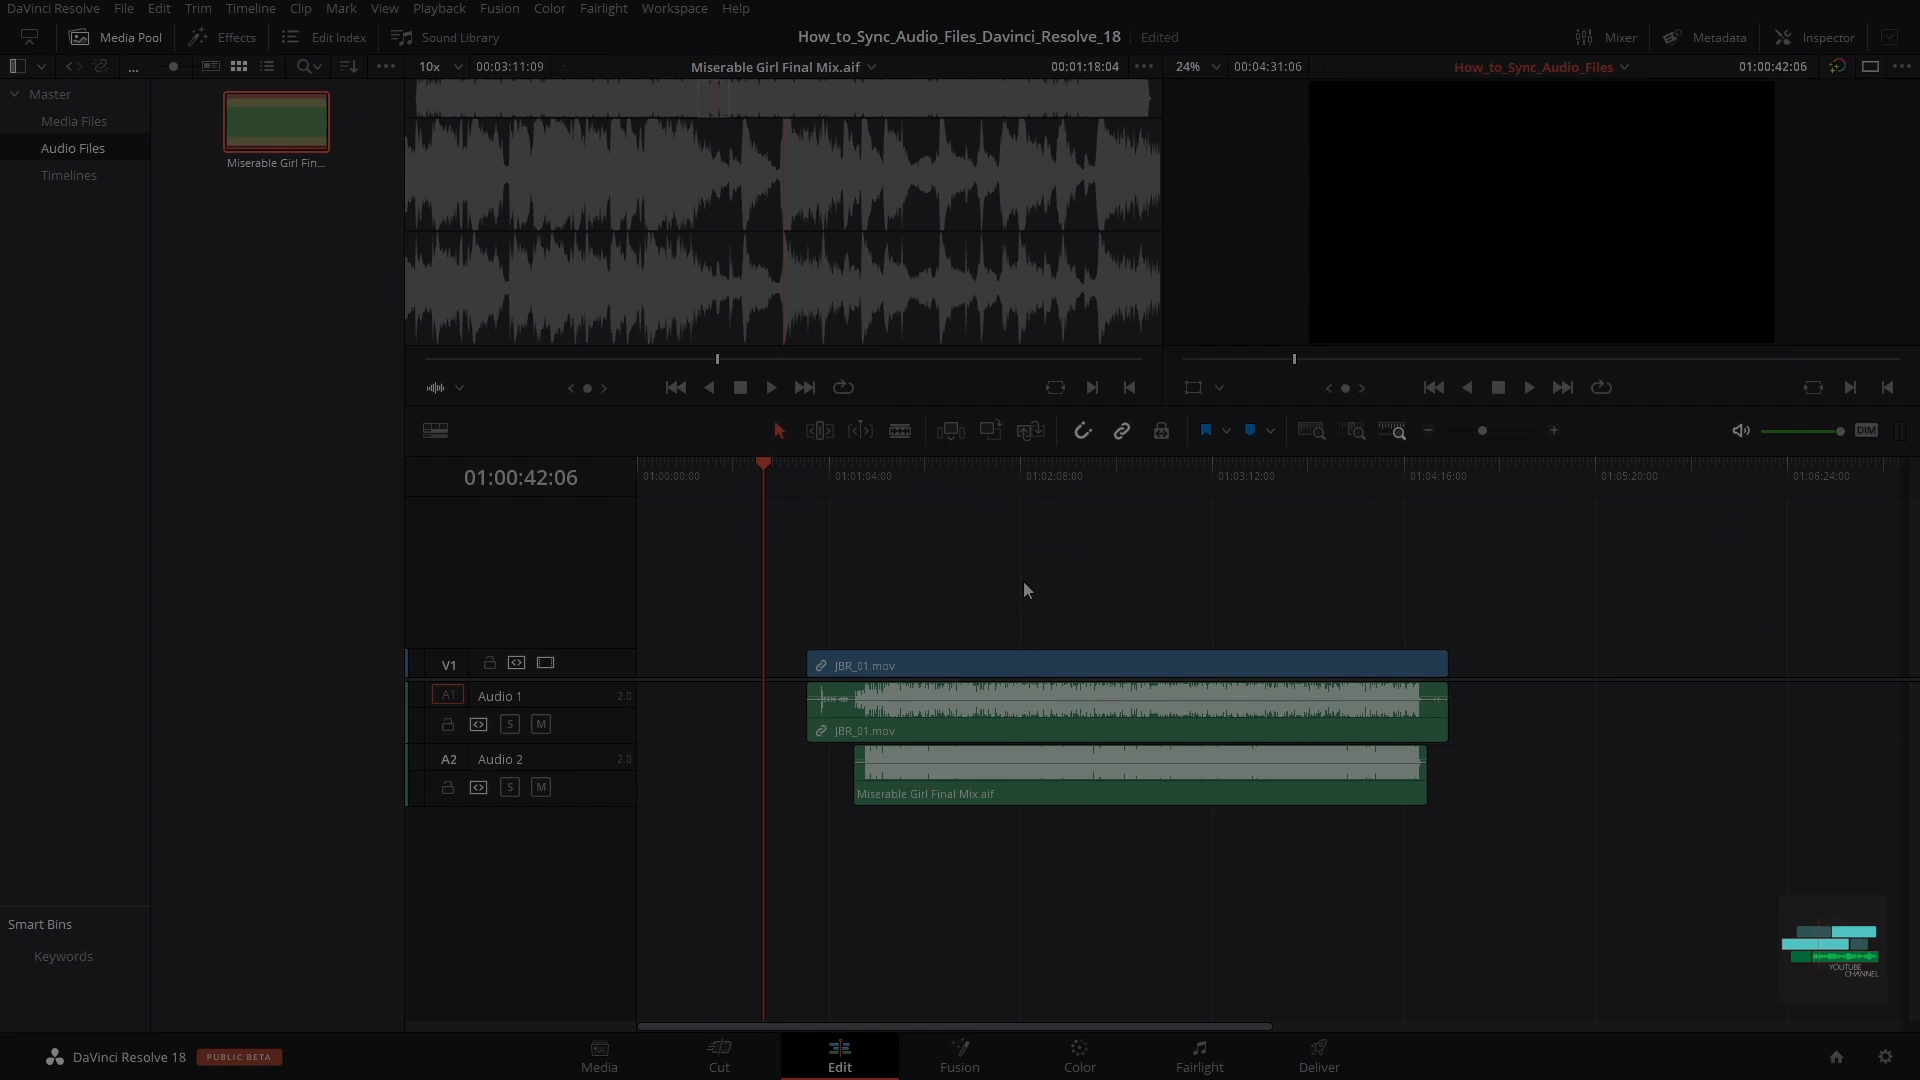 DaVinci Resolve File Edit Trim Timeline Clip Mark View Playback Fusion Color Fairlight Workspace Help
Media Pool Effects Edit Index Sound Library How_to_Sync_Audio_Files_Davinci_Resolve_18 Edited Mixer Metadata Inspector
10x 00:03:11:09 Miserable Girl Final Mix.aif 00:01:18:04 24% 00:04:31:06 How_to_Sync_Audio_Files 01:00:42:06
Master
Media Files
Audio Files
Timelines
Miserable Girl Fin...
DIM
01:00:42:06
01:00:00:00 01:01:04:00 01:02:08:00 01:03:12:00 01:04:16:00 01:05:20:00 01:06:24:00
V1 JBR_01.mov
A1 Audio 1 2.0
S M JBR_01.mov
A2 Audio 2 2.0
S M Miserable Girl Final Mix.aif
Smart Bins
Keywords
YOUTUBE
CHANNEL
DaVinci Resolve 18 PUBLIC BETA
Media Cut Edit Fusion Color Fairlight Deliver